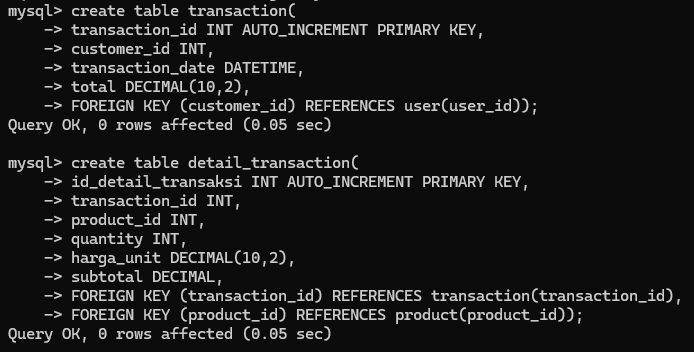 mysql> create table transaction(
    -> transaction_id INT AUTO_INCREMENT PRIMARY KEY,
    -> customer_id INT,
    -> transaction_date DATETIME,
    -> total DECIMAL(10,2),
    -> FOREIGN KEY (customer_id) REFERENCES user(user_id));
Query OK, 0 rows affected (0.05 sec)

mysql> create table detail_transaction(
    -> id_detail_transaksi INT AUTO_INCREMENT PRIMARY KEY,
    -> transaction_id INT,
    -> product_id INT,
    -> quantity INT,
    -> harga_unit DECIMAL(10,2),
    -> subtotal DECIMAL,
    -> FOREIGN KEY (transaction_id) REFERENCES transaction(transaction_id),
    -> FOREIGN KEY (product_id) REFERENCES product(product_id));
Query OK, 0 rows affected (0.05 sec)